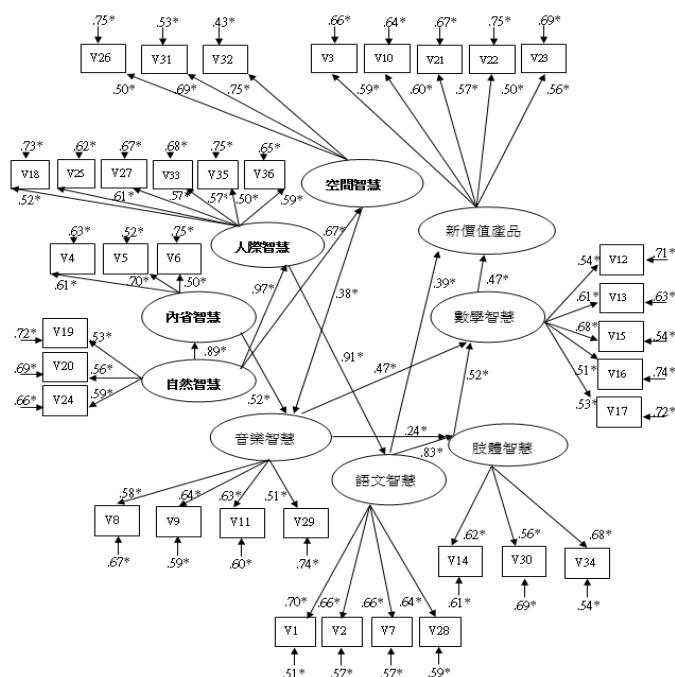 .75* .53* .43* .66* .64* .67* .75* .69*
V26 V31 V32 V3 V10 V21 V22 V23
.50* .69* .75* .59* .60* .57* .50* .56*
.73* .62* .67* .68* .75* .65*
V18 V25 V27 V33 V35 V36
.52* .61* .57* .57* .50* .59*
空間智慧
新價值產品
人際智慧
.67*
.63* .52* .75*
V4 V5 V6
.61* .70* .50*
.97* .38* .39* .47*
V12 .71*
.54*
V13 .63*
.61*
V15 .54*
.68*
V16 .74*
.51*
V17 .72*
.53*
內省智慧
數學智慧
.72* V19 .53*
.69* V20 .56*
.66* V24 .59*
.89*
自然智慧
.91*
.47*
.52*
.52*
音樂智慧
.24*
肢體智慧
.83*
語文智慧
.58* .64* .63* .51*
V8 V9 V11 V29
.67* .59* .60* .74*
.62* .56* .68*
V14 V30 V34
.61* .69* .54*
.70* .66* .66* .64*
V1 V2 V7 V28
.51* .57* .57* .59*